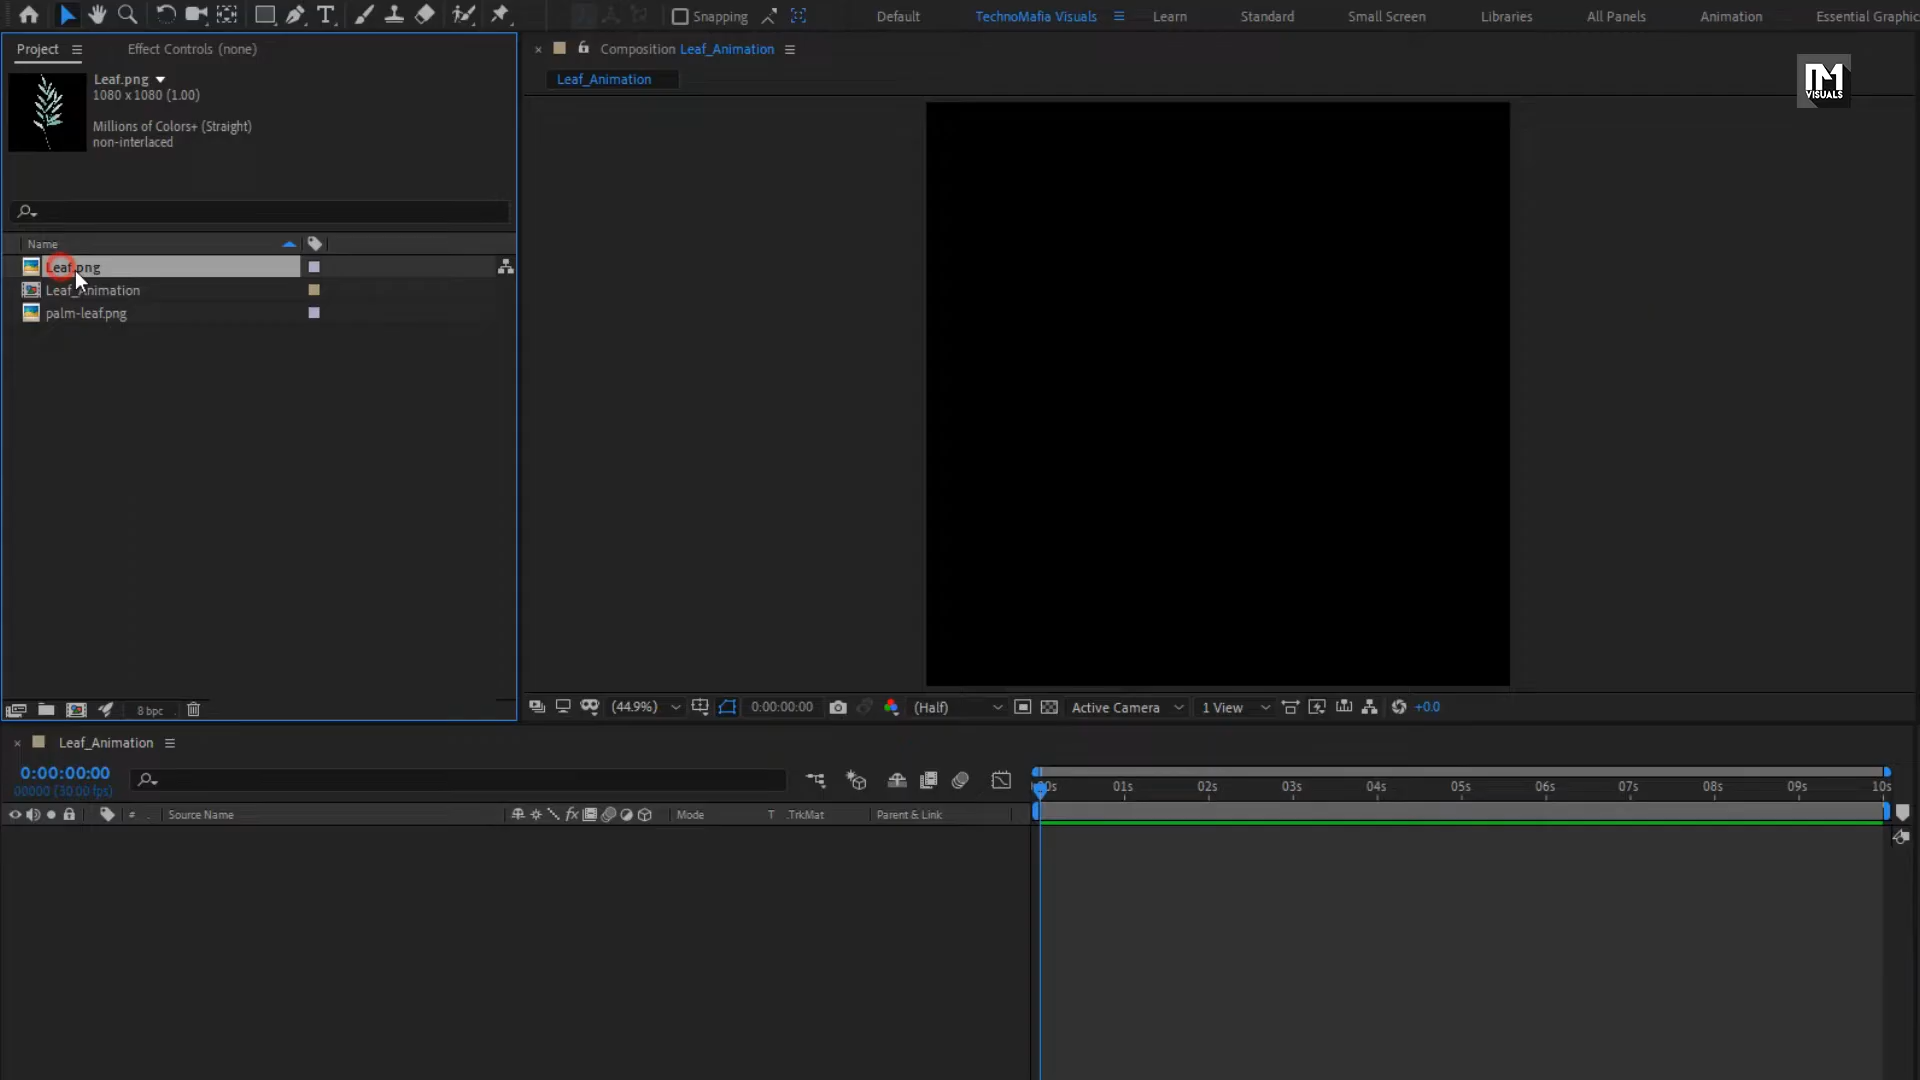 Snapping
Default
TechnoMafia Visuals
Learn
Standard
Small Screen
Libraries
All Panels
Animation
Essential Graphic
Project
Effect Controls (none)
Composition Leaf_Animation
Leaf.png
1080 x 1080 (1.00)
Millions of Colors+ (Straight)
non-interlaced
Leaf_Animation
VISUALS
Name
Leaf.png
Leaf_Animation
palm-leaf.png
8 bpc
(44.9%)
0:00:00:00
(Half)
Active Camera
1 View
+0.0
Leaf_Animation
0:00:00:00
00000 (30.00 fps)
01s
02s
03s
04s
05s
06s
07s
08s
09s
10s
#
Source Name
fx
Mode
T
.TrkMat
Parent & Link